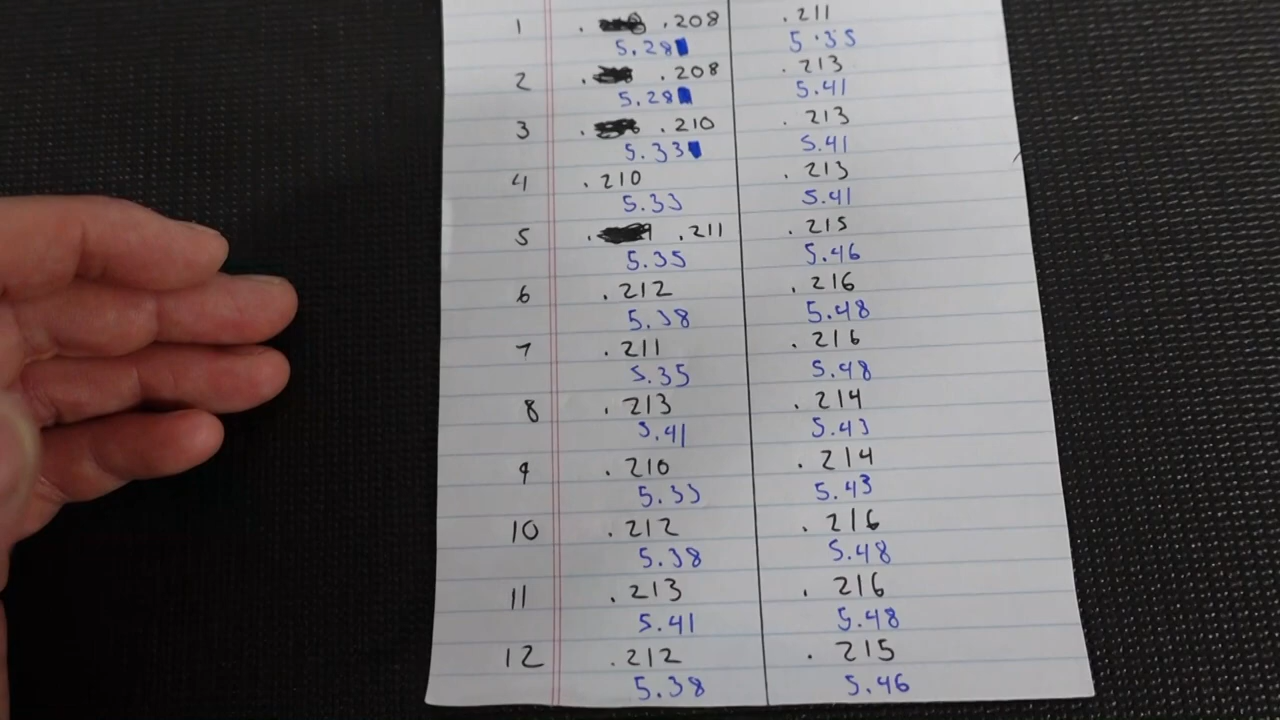 1 . .208 .211
5.28 5.35
2 . .208 .213
5.28 5.41
3 . .210 .213
5.33 5.41
4 .210 .213
5.33 5.41
5 . .211 .215
5.35 5.46
6 .212 .216
5.38 5.48
7 .211 .216
5.35 5.48
8 .213 .214
5.41 5.43
9 .210 .214
5.33 5.43
10 .212 .216
5.38 5.48
11 .213 .216
5.41 5.48
12 .212 .215
5.38 5.46